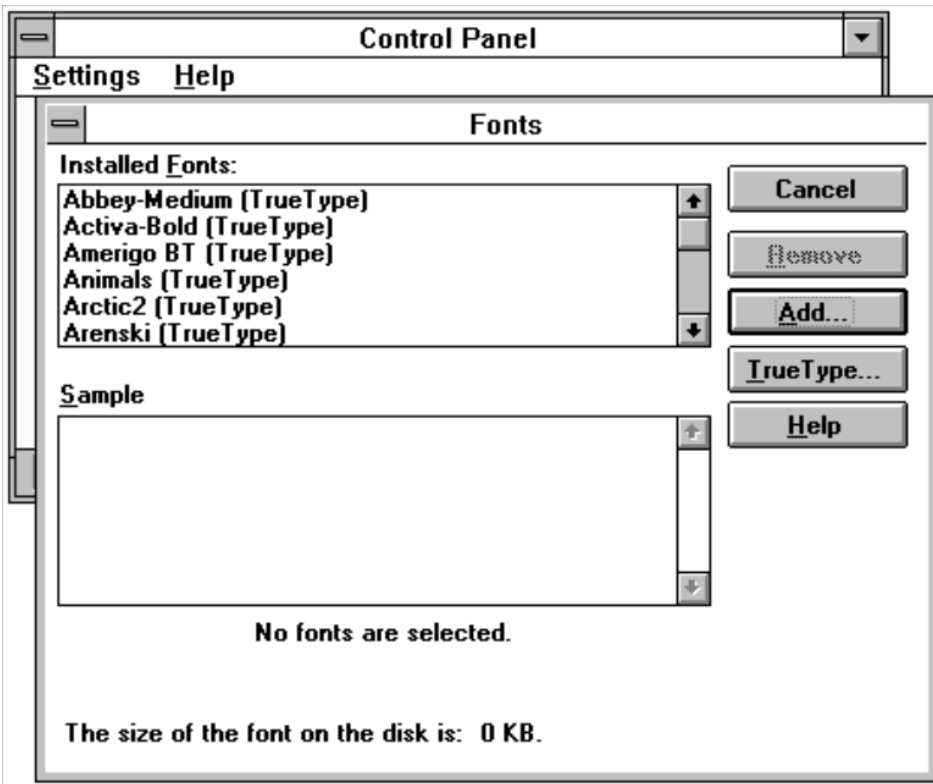 Control Panel
Settings Help
Fonts
Installed Fonts:
Abbey-Medium (TrueType)
Activa-Bold (TrueType)
Amerigo BT (TrueType)
Animals (TrueType)
Arctic2 (TrueType)
Arenski (TrueType)
Cancel
Remove
Add...
TrueType...
Help
Sample
No fonts are selected.
The size of the font on the disk is: 0 KB.